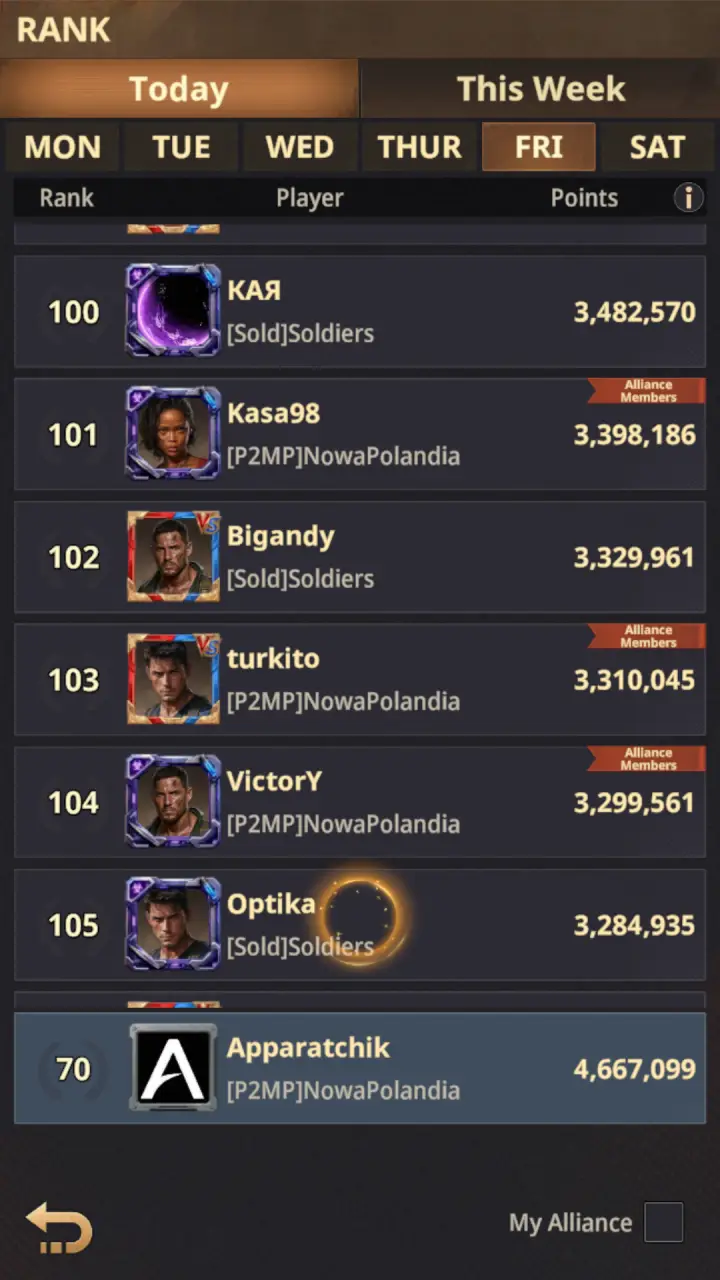 RANK
Today
This Week
MON TUE WED THUR FRI SAT
Rank Player Points i
100 КАЯ 3,482,570
[Sold]Soldiers
Alliance
Members
101 Kasa98 3,398,186
[P2MP]NowaPolandia
102 VS Bigandy 3,329,961
[Sold]Soldiers
Alliance
Members
103 VS turkito 3,310,045
[P2MP]NowaPolandia
Alliance
Members
104 VictorY 3,299,561
[P2MP]NowaPolandia
105 Optika 3,284,935
[Sold]Soldiers
70 Apparatchik 4,667,099
[P2MP]NowaPolandia
My Alliance